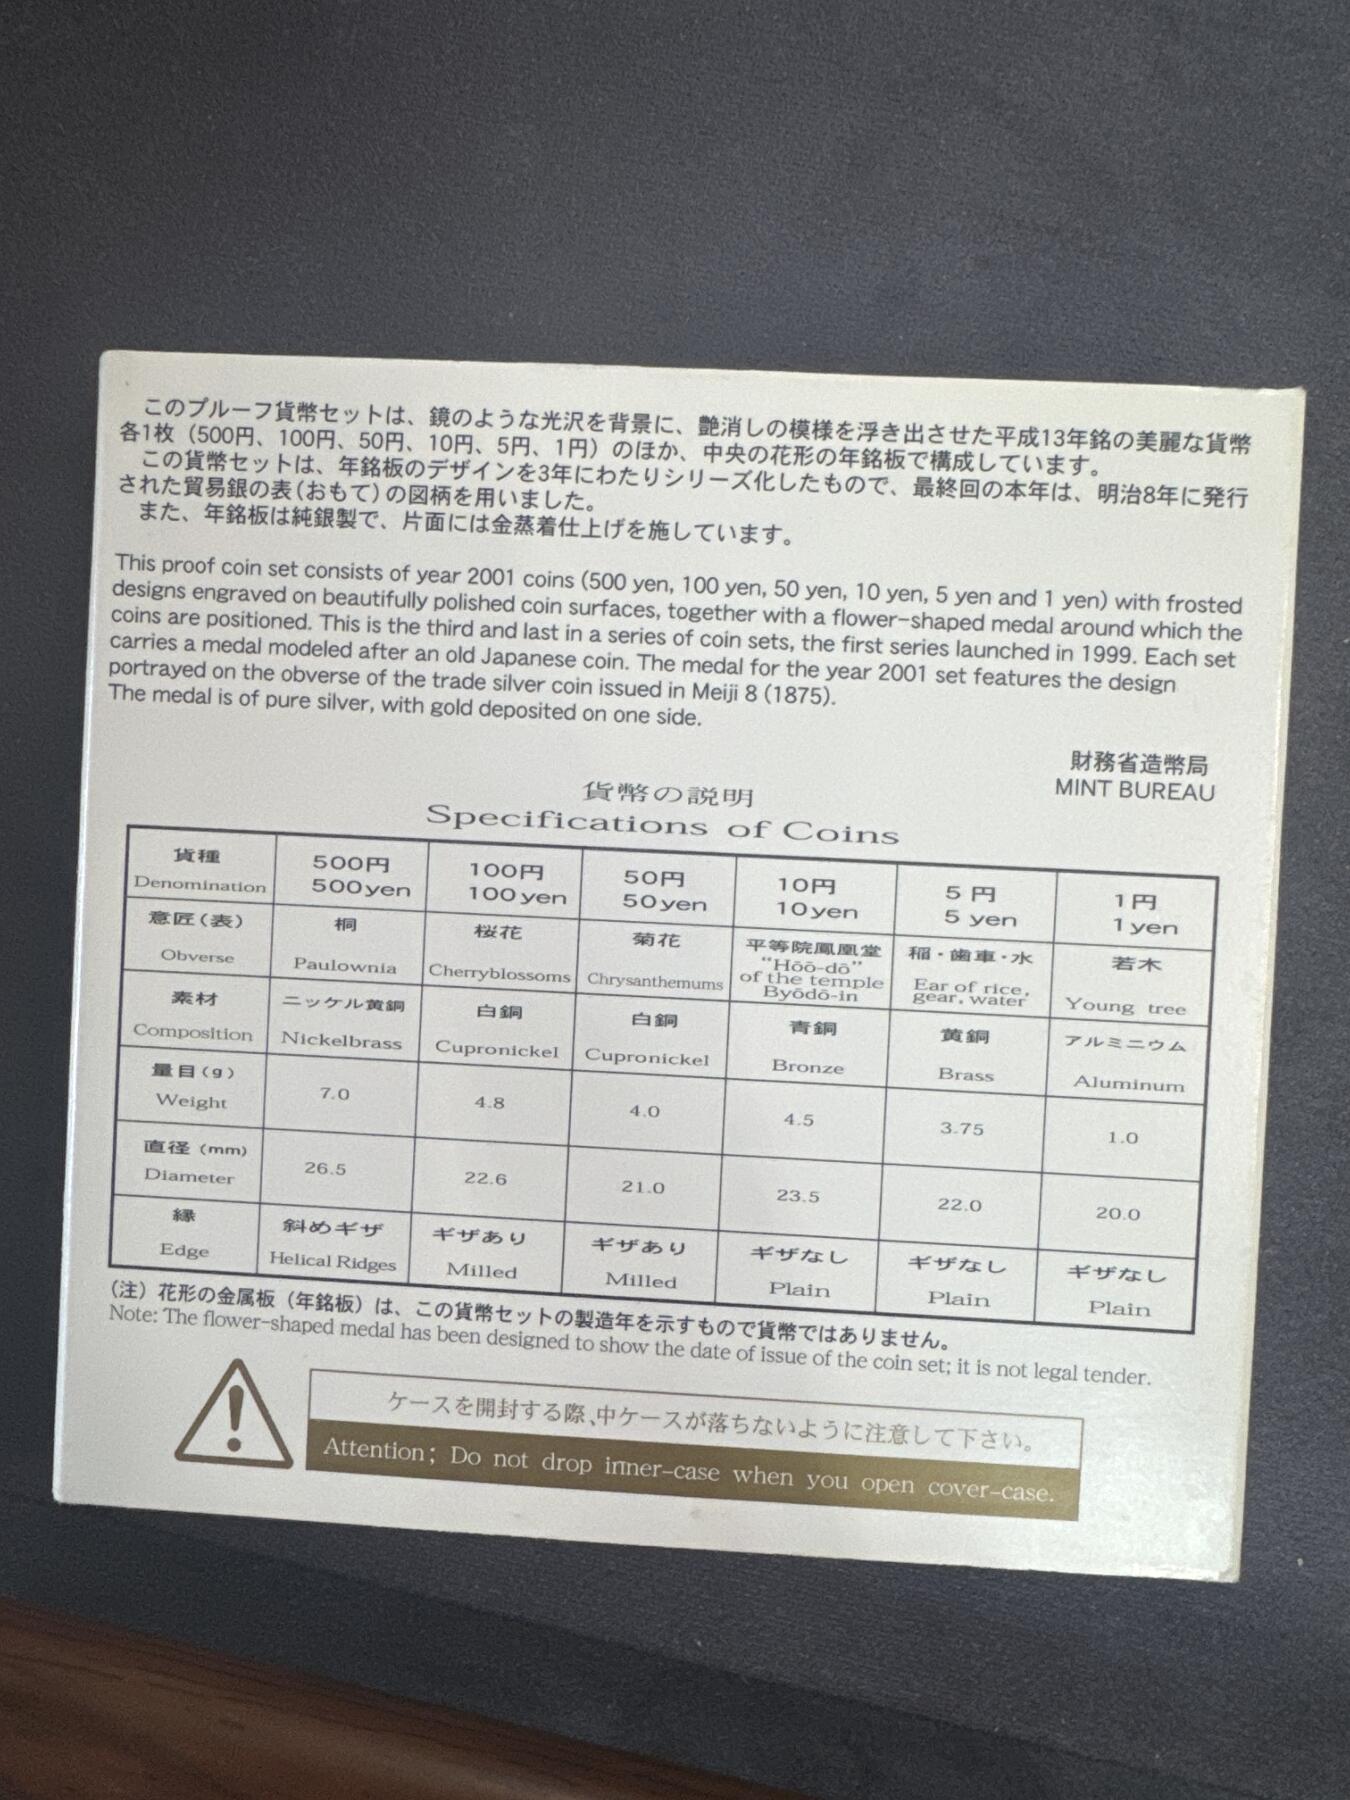 このプルーフ貨幣セットは、鏡のような光沢を背景に、艶消しの模様を浮き出させた平成13年銘の美麗な貨幣
各1枚（500円、100円、50円、10円、5円、1円）のほか、中央の花形の年銘板で構成しています。
この貨幣セットは、年銘板のデザインを3年にわたりシリーズ化したもので、最終回の本年は、明治8年に発行
された貿易銀の表（おもて）の図柄を用いました。
また、年銘板は純銀製で、片面には金蒸着仕上げを施しています。
This proof coin set consists of year 2001 coins (500 yen, 100 yen, 50 yen, 10 yen, 5 yen and 1 yen) with frosted
designs engraved on beautifully polished coin surfaces, together with a flower-shaped medal around which the
coins are positioned. This is the third and last in a series of coin sets, the first series launched in 1999. Each set
carries a medal modeled after an old Japanese coin. The medal for the year 2001 set features the design
portrayed on the obverse of the trade silver coin issued in Meiji 8 (1875).
The medal is of pure silver, with gold deposited on one side.
財務省造幣局
MINT BUREAU
貨幣の説明
Specifications of Coins
貨種 500円 100円 50円 10円 5円 1円
Denomination 500yen 100yen 50yen 10yen 5 yen 1yen
意匠（表） 桐 桜花 菊花 平等院鳳凰堂 稲・歯車・水 若木
Obverse Paulownia Cherryblossoms Chrysanthemums "Hōō-dō" of the temple Byōdō-in Ear of rice, gear, water Young tree
素材 ニッケル黄銅 白銅 白銅 青銅 黄銅 アルミニウム
Composition Nickelbrass Cupronickel Cupronickel Bronze Brass Aluminum
量目（g） Weight 7.0 4.8 4.0 4.5 3.75 1.0
直径（mm） Diameter 26.5 22.6 21.0 23.5 22.0 20.0
縁 斜めギザ ギザあり ギザあり ギザなし ギザなし ギザなし
Edge Helical Ridges Milled Milled Plain Plain Plain
（注）花形の金属板（年銘板）は、この貨幣セットの製造年を示すもので貨幣ではありません。
Note: The flower-shaped medal has been designed to show the date of issue of the coin set; it is not legal tender.
ケースを開封する際、中ケースが落ちないように注意して下さい。
Attention; Do not drop inner-case when you open cover-case.